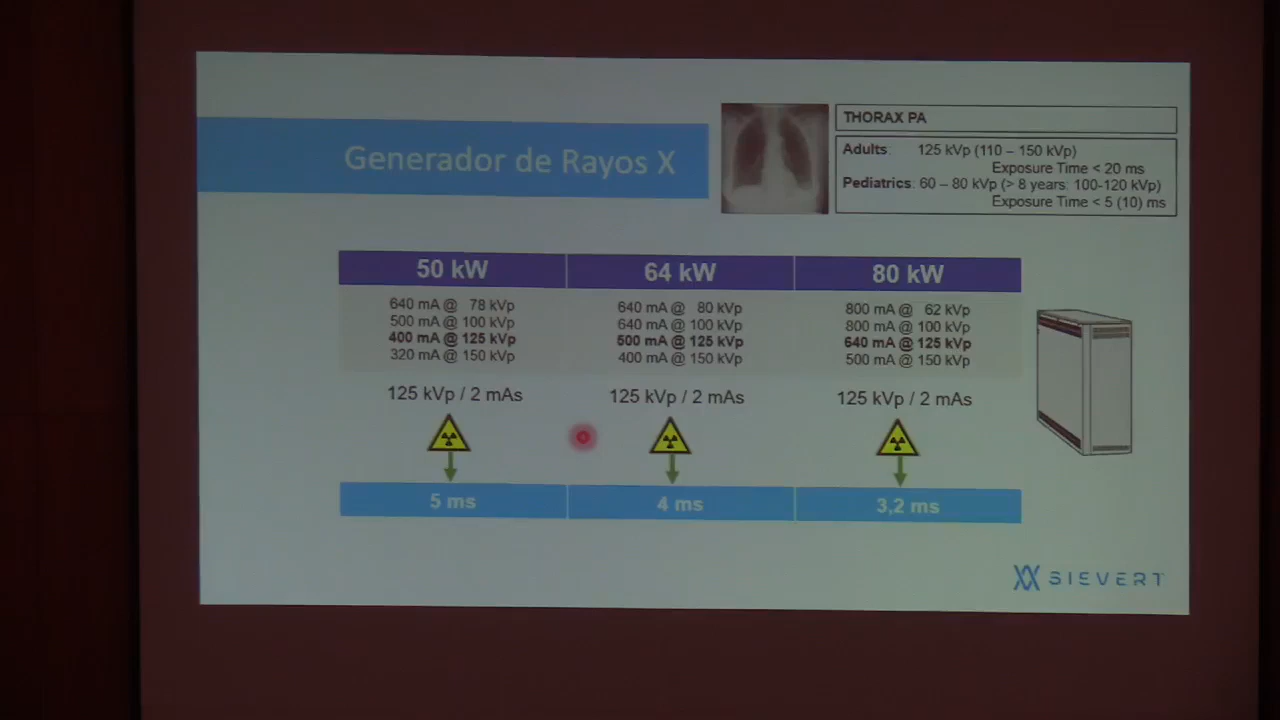 Generador de Rayos X
THORAX PA
Adults: 125 kVp (110 – 150 kVp)
Exposure Time < 20 ms
Pediatrics: 60 – 80 kVp (> 8 years: 100-120 kVp)
Exposure Time < 5 (10) ms
50 kW 64 kW 80 kW
640 mA @ 78 kVp 640 mA @ 80 kVp 800 mA @ 62 kVp
500 mA @ 100 kVp 640 mA @ 100 kVp 800 mA @ 100 kVp
400 mA @ 125 kVp 500 mA @ 125 kVp 640 mA @ 125 kVp
320 mA @ 150 kVp 400 mA @ 150 kVp 500 mA @ 150 kVp
125 kVp / 2 mAs 125 kVp / 2 mAs 125 kVp / 2 mAs
5 ms 4 ms 3,2 ms
SIEVERT